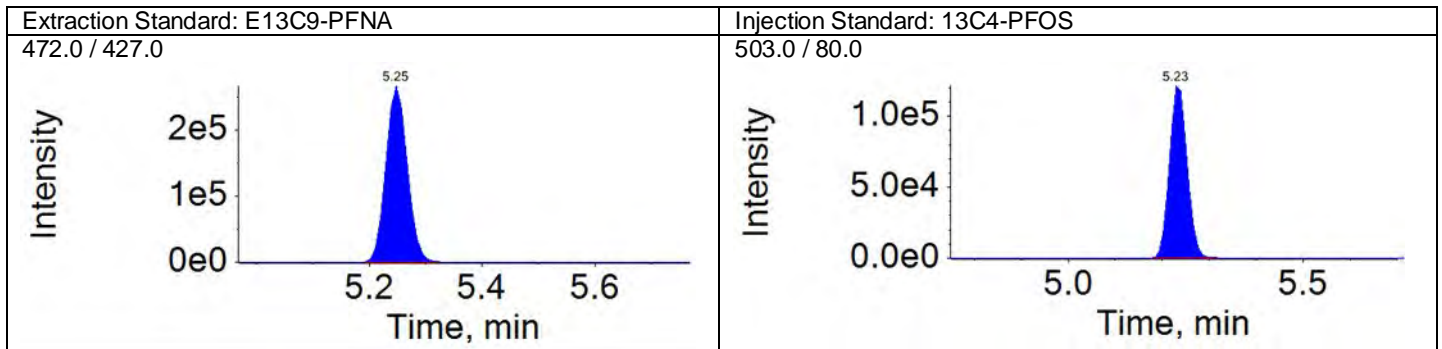 Extraction Standard: E13C9-PFNA
472.0 / 427.0
5.25
Intensity
2e5
1e5
0e0
5.2 5.4 5.6
Time, min
Injection Standard: 13C4-PFOS
503.0 / 80.0
5.23
Intensity
1.0e5
5.0e4
0.0e0
5.0 5.5
Time, min